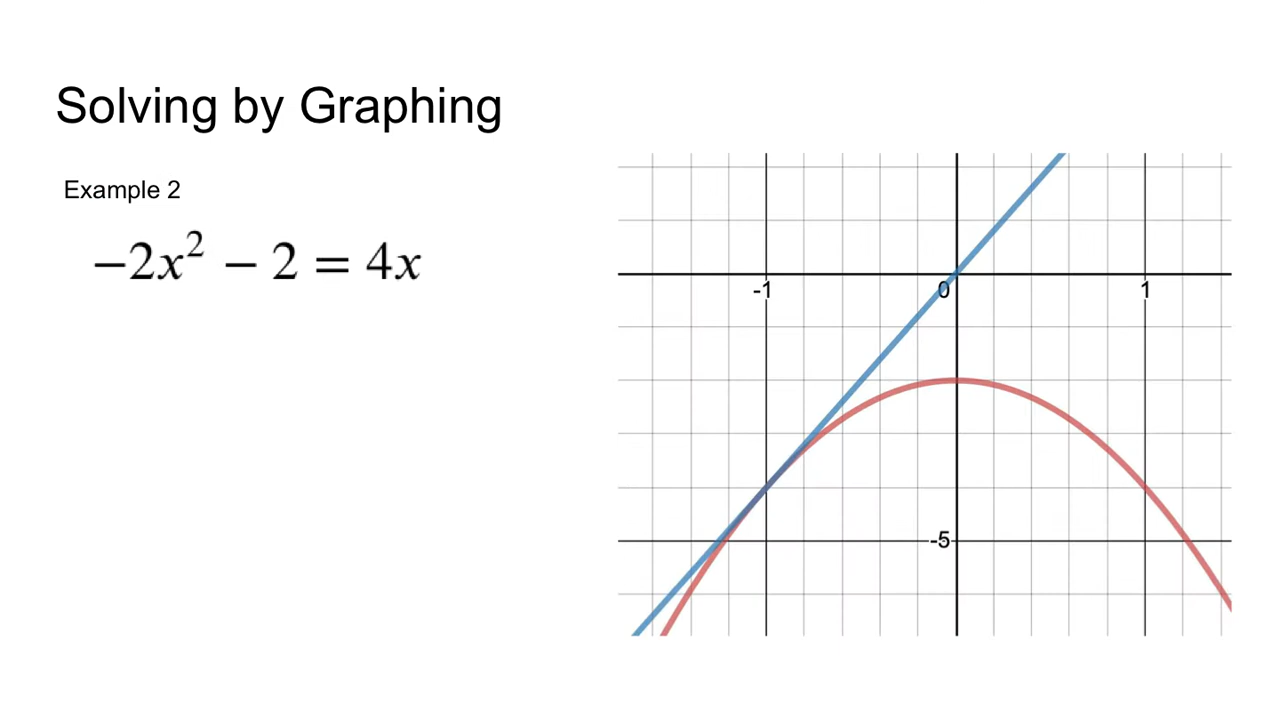 Solving by Graphing
Example 2
−2x² − 2 = 4x
-1 0 1
-5